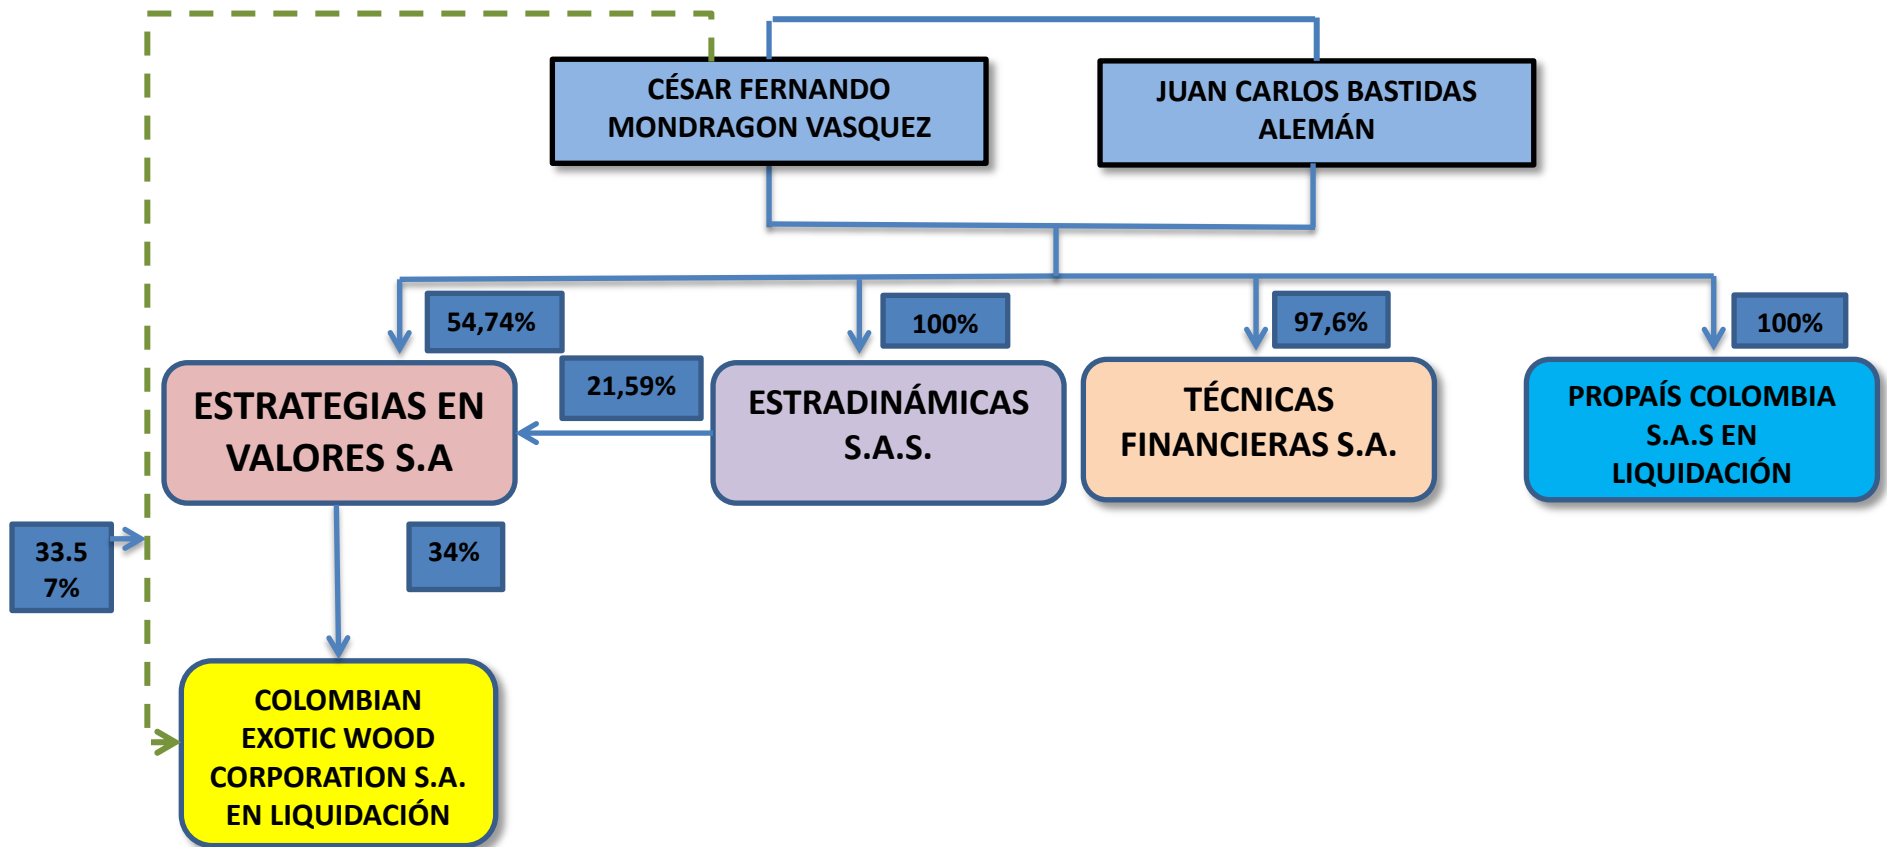 CÉSAR FERNANDO
MONDRAGON VASQUEZ
JUAN CARLOS BASTIDAS
ALEMÁN
54,74%
100%
97,6%
100%
21,59%
ESTRATEGIAS EN
VALORES S.A
ESTRADINÁMICAS
S.A.S.
TÉCNICAS
FINANCIERAS S.A.
PROPAÍS COLOMBIA
S.A.S EN
LIQUIDACIÓN
33.5
7%
34%
COLOMBIAN
EXOTIC WOOD
CORPORATION S.A.
EN LIQUIDACIÓN